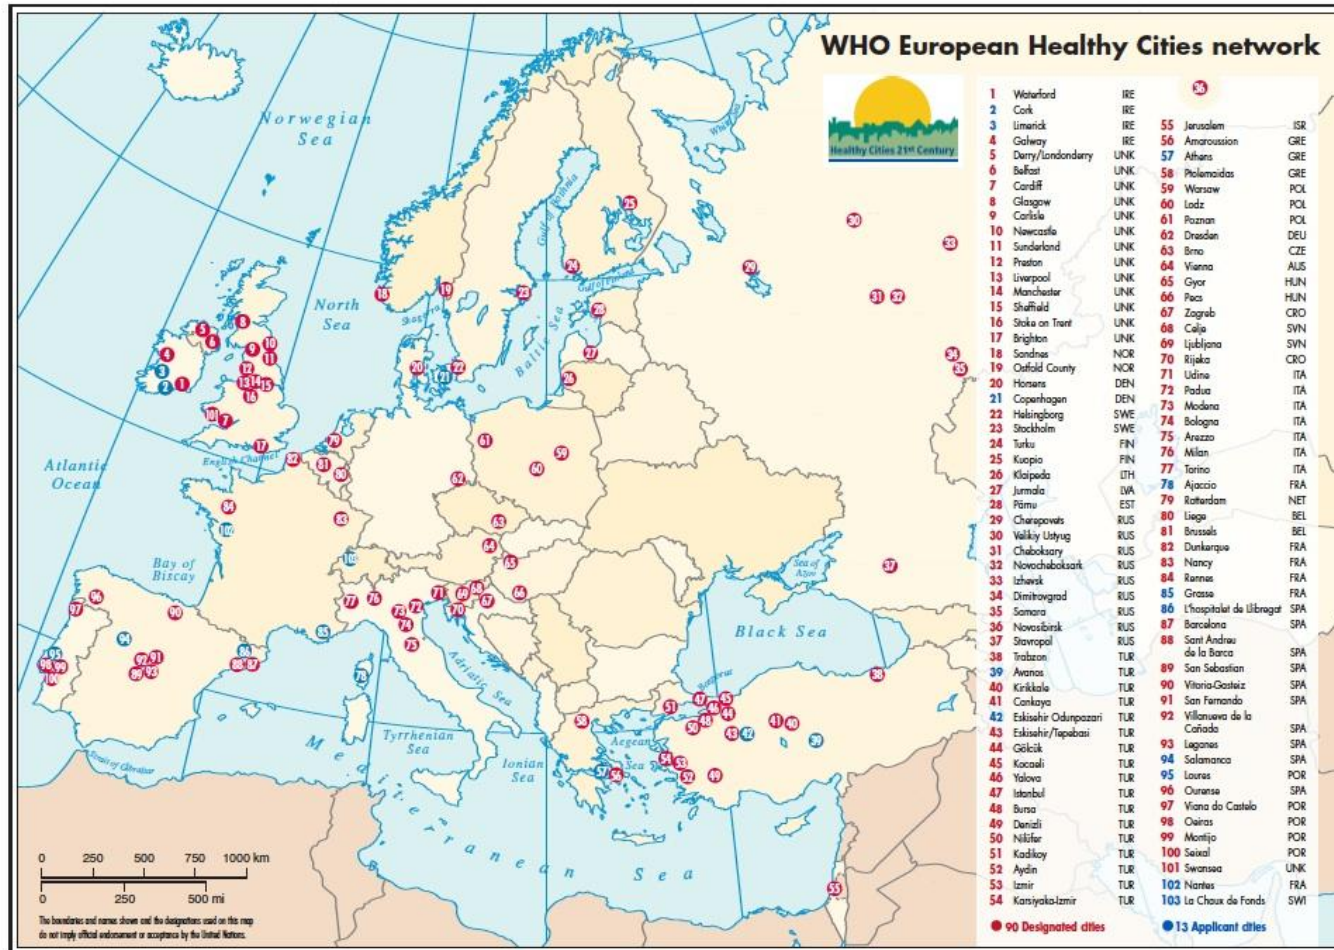 WHO European Healthy Cities network
Healthy Cities 21st Century
Norwegian
Sea
White Sea
Gulf of Bothnia
Gulf of Finland
North
Sea
Baltic Sea
Atlantic
Ocean
English Channel
Bay of
Biscay
Sea of
Azov
Black Sea
Bosporus
Adriatic Sea
Tyrrhenian
Sea
Ionian
Sea
Aegean
Sea
Strait of Gibraltar
Mediterranean Sea
0 250 500 750 1000 km
0 250 500 mi
The boundaries and names shown and the designations used on this map
do not imply official endorsement or acceptance by the United Nations.
1 Waterford IRE
2 Cork IRE
3 Limerick IRE
4 Galway IRE
5 Derry/Londonderry UNK
6 Belfast UNK
7 Cardiff UNK
8 Glasgow UNK
9 Carlisle UNK
10 Newcastle UNK
11 Sunderland UNK
12 Preston UNK
13 Liverpool UNK
14 Manchester UNK
15 Sheffield UNK
16 Stoke on Trent UNK
17 Brighton UNK
18 Sandnes NOR
19 Ostfold County NOR
20 Horsens DEN
21 Copenhagen DEN
22 Helsingborg SWE
23 Stockholm SWE
24 Turku FIN
25 Kuopio FIN
26 Klaipeda LTH
27 Jurmala LVA
28 Pärnu EST
29 Cherepovets RUS
30 Velikiy Ustyug RUS
31 Cheboksary RUS
32 Novocheboksark RUS
33 Izhevsk RUS
34 Dimitrovgrad RUS
35 Samara RUS
36 Novosibirsk RUS
37 Stavropol RUS
38 Trabzon TUR
39 Avanos TUR
40 Kirikkale TUR
41 Cankaya TUR
42 Eskisehir Odunpazari TUR
43 Eskisehir/Tepebasi TUR
44 Gölcük TUR
45 Kocaeli TUR
46 Yalova TUR
47 Istanbul TUR
48 Bursa TUR
49 Denizli TUR
50 Nilüfer TUR
51 Kadikoy TUR
52 Aydin TUR
53 Izmir TUR
54 Karsiyaka-Izmir TUR
90 Designated cities
36
55 Jerusalem ISR
56 Amaroussion GRE
57 Athens GRE
58 Ptolemaidas GRE
59 Warsaw POL
60 Lodz POL
61 Poznan POL
62 Dresden DEU
63 Brno CZE
64 Vienna AUS
65 Gyor HUN
66 Pecs HUN
67 Zagreb CRO
68 Celje SVN
69 Ljubljana SVN
70 Rijeka CRO
71 Udine ITA
72 Padua ITA
73 Modena ITA
74 Bologna ITA
75 Arezzo ITA
76 Milan ITA
77 Torino ITA
78 Ajaccio FRA
79 Rotterdam NET
80 Liege BEL
81 Brussels BEL
82 Dunkerque FRA
83 Nancy FRA
84 Rennes FRA
85 Grasse FRA
86 L'hospitalet de Llibregat SPA
87 Barcelona SPA
88 Sant Andreu
de la Barca SPA
89 San Sebastian SPA
90 Vitoria-Gasteiz SPA
91 San Fernando SPA
92 Villanueva de la
Cañada SPA
93 Leganes SPA
94 Salamanca SPA
95 Loures POR
96 Ourense SPA
97 Viana do Castelo POR
98 Oeiras POR
99 Montijo POR
100 Seixal POR
101 Swansea UNK
102 Nantes FRA
103 La Chaux de Fonds SWI
13 Applicant cities